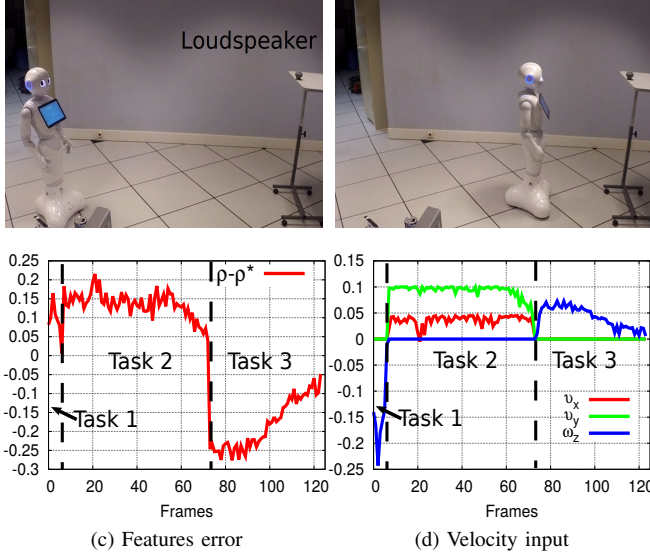 Loudspeaker
0.25
0.2
0.15
0.1
0.05
0
-0.05
-0.1
-0.15
-0.2
-0.25
-0.3
ρ-ρ*
Task 2
Task 3
Task 1
0 20 40 60 80 100 120
Frames
(c) Features error
0.2
0.15
0.1
0.05
0
0.05
0.1
0.15
-0.2
0.25
Task 2
Task 3
Task 1
υx
υy
ωz
0 20 40 60 80 100 120
Frames
(d) Velocity input